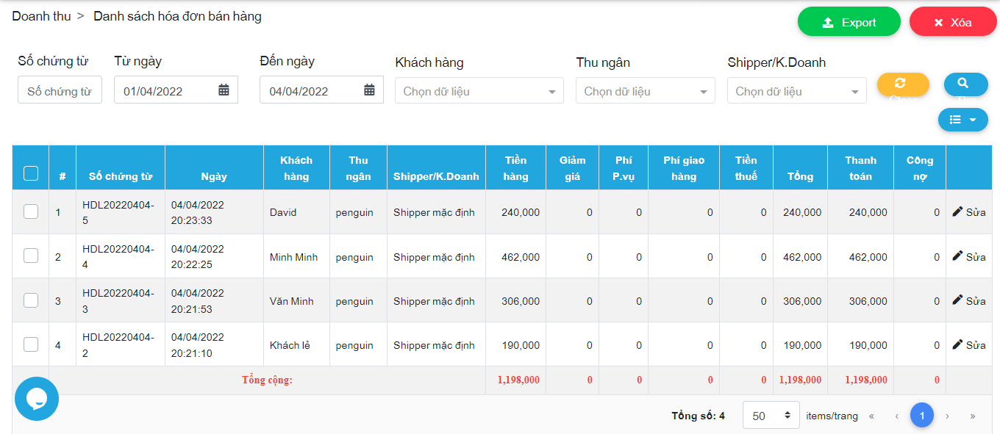 Doanh thu > Danh sách hóa đơn bán hàng
Export
Xóa
Số chứng từ Từ ngày Đến ngày Khách hàng Thu ngân Shipper/K.Doanh
Số chứng từ 01/04/2022 04/04/2022 Chọn dữ liệu Chọn dữ liệu Chọn dữ liệu
# Số chứng từ Ngày Khách hàng Thu ngân Shipper/K.Doanh Tiền hàng Giảm giá Phí P.vụ Phí giao hàng Tiền thuế Tổng Thanh toán Công nợ
1 HDL20220404-5 04/04/2022 20:23:33 David penguin Shipper mặc định 240,000 0 0 0 0 240,000 240,000 0 Sửa
2 HDL20220404-4 04/04/2022 20:22:25 Minh Minh penguin Shipper mặc định 462,000 0 0 0 0 462,000 462,000 0 Sửa
3 HDL20220404-3 04/04/2022 20:21:53 Văn Minh penguin Shipper mặc định 306,000 0 0 0 0 306,000 306,000 0 Sửa
4 HDL20220404-2 04/04/2022 20:21:10 Khách lẻ penguin Shipper mặc định 190,000 0 0 0 0 190,000 190,000 0 Sửa
Tổng cộng: 1,198,000 0 0 0 0 1,198,000 1,198,000 0
Tổng số: 4 50 items/trang « ‹ 1 › »